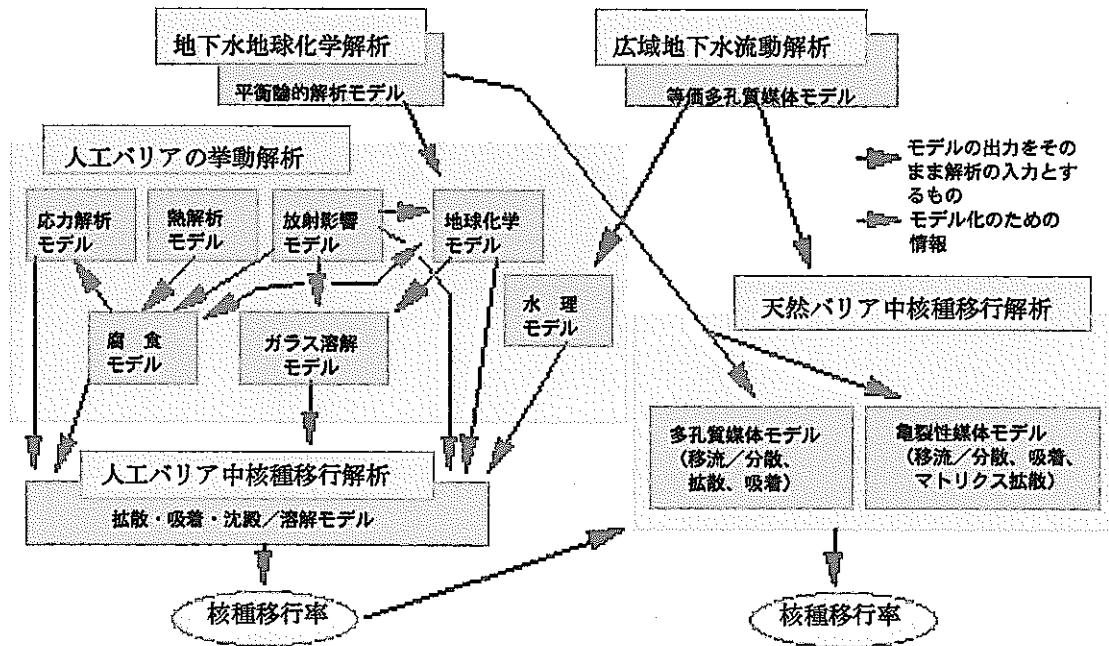 地下水地球化学解析
平衡論的解析モデル
広域地下水流動解析
等価多孔質媒体モデル
モデルの出力をその
まま解析の入力とす
るもの
モデル化のための
情報
人工バリアの挙動解析
応力解析
モデル
熱解析
モデル
放射影響
モデル
地球化学
モデル
腐 食
モデル
ガラス溶解
モデル
水 理
モデル
天然バリア中核種移行解析
多孔質媒体モデル
(移流/分散、
拡散、吸着)
亀裂性媒体モデル
(移流/分散、吸着、
マトリクス拡散)
人工バリア中核種移行解析
拡散・吸着・沈殿/溶解モデル
核種移行率
核種移行率